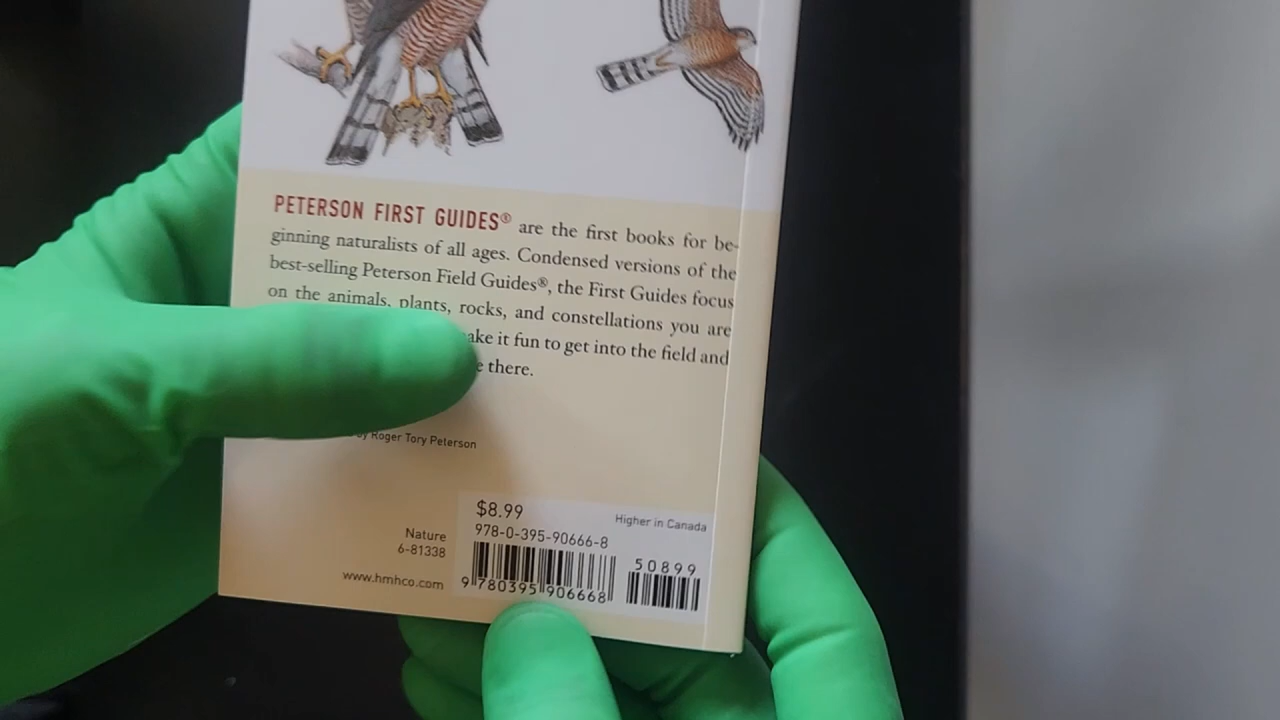 PETERSON FIRST GUIDES® are the first books for be-
ginning naturalists of all ages. Condensed versions of the
best-selling Peterson Field Guides®, the First Guides focus
on the animals, plants, rocks, and constellations you are
it fun to get into the field and
there.
Roger Tory Peterson
$8.99
Higher in Canada
978-0-395-90666-8
Nature
6-81338
50899
www.hmhco.com
9 780395 906668